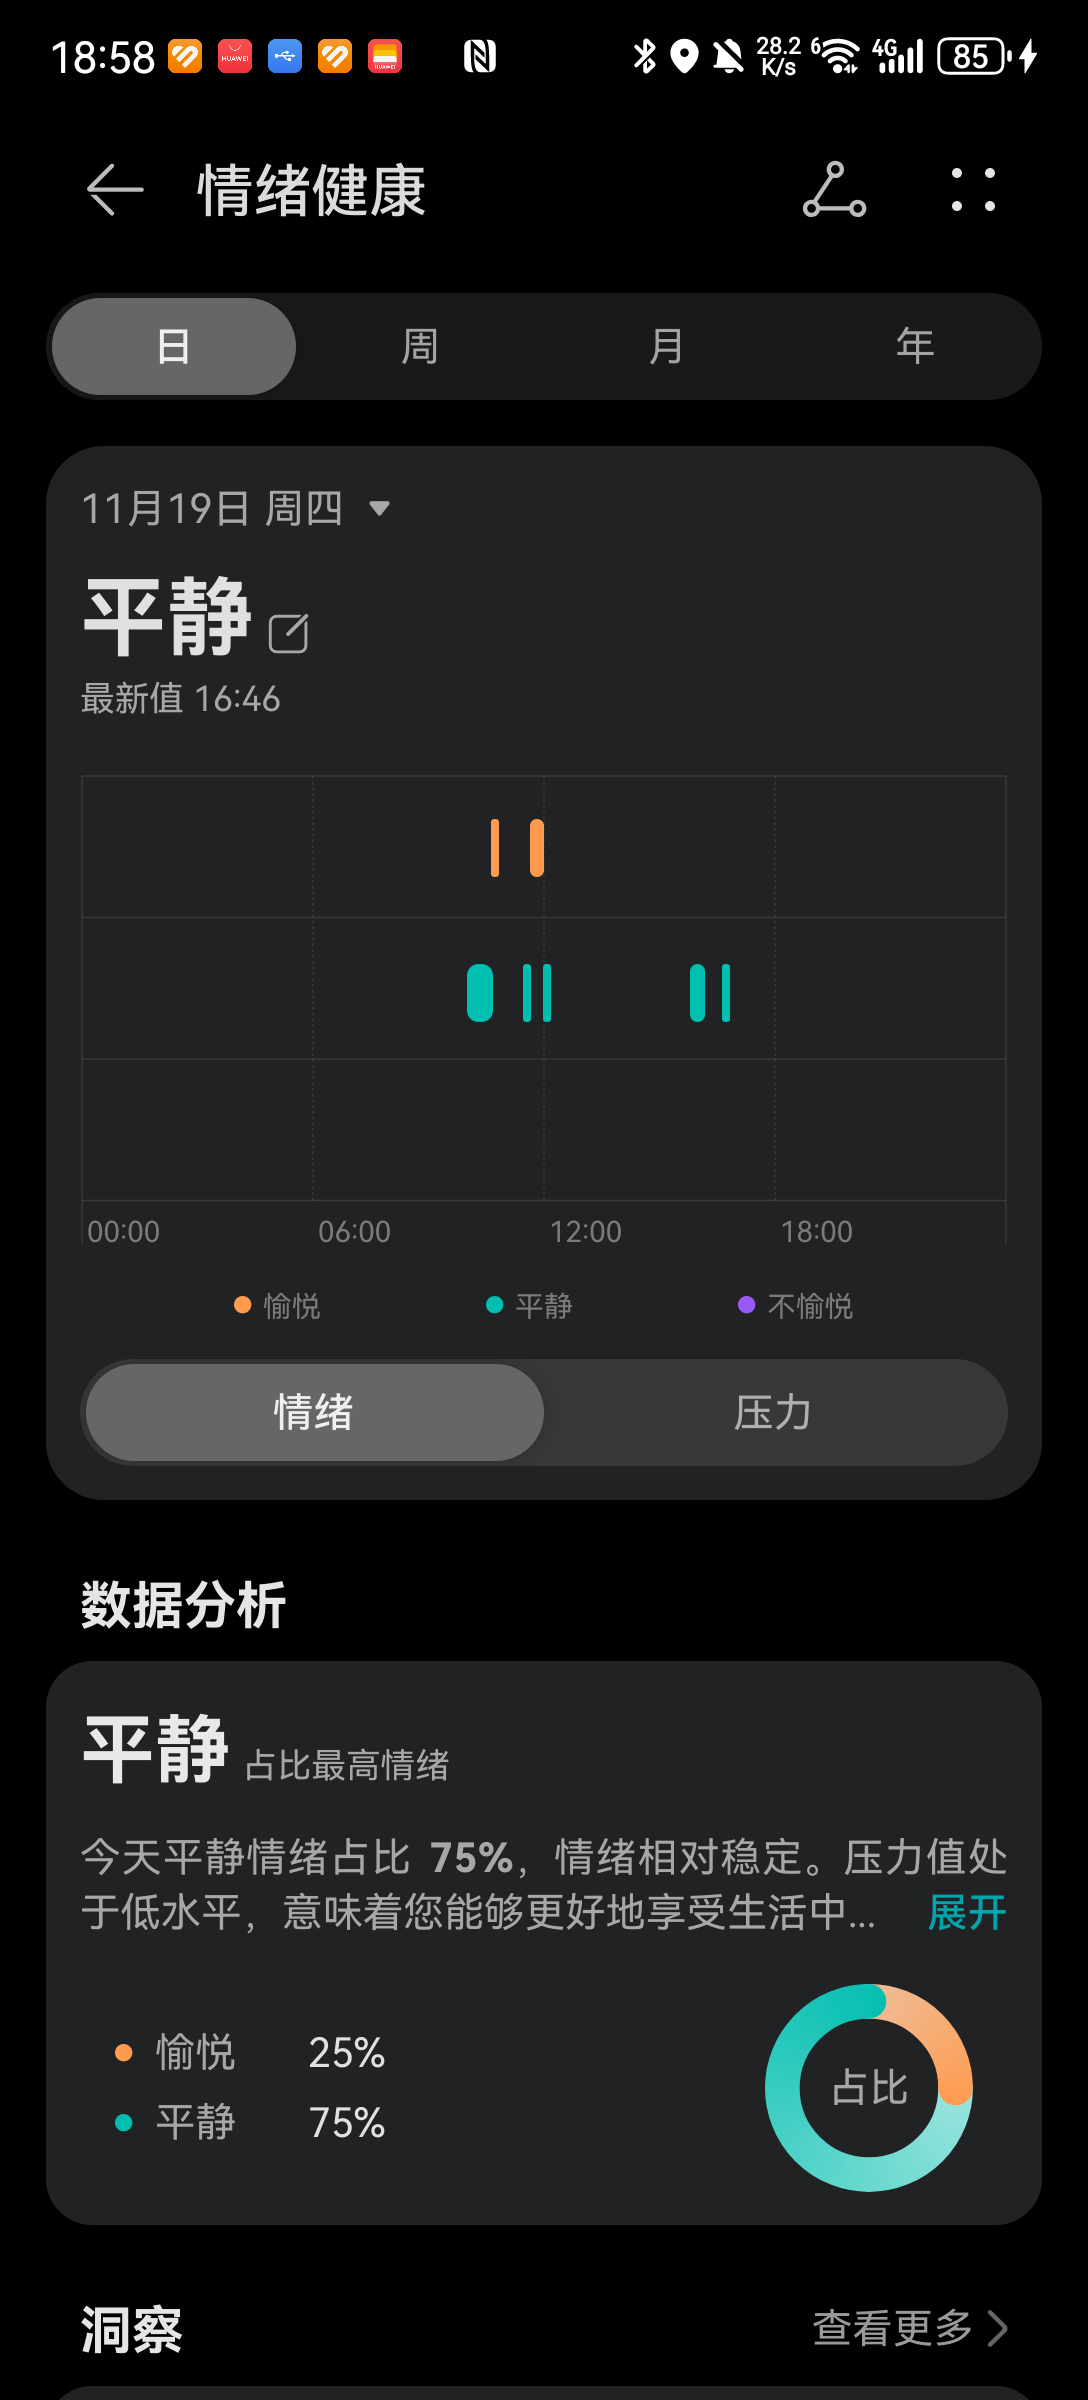 18:58
HUAWEI
HUAWEI
28.2 K/s
6
4G
85
情绪健康
日 周 月 年
11月19日 周四
平静
最新值 16:46
00:00 06:00 12:00 18:00
愉悦 平静 不愉悦
情绪 压力
数据分析
平静 占比最高情绪
今天平静情绪占比 75%，情绪相对稳定。压力值处
于低水平，意味着您能够更好地享受生活中... 展开
愉悦 25%
平静 75%
占比
洞察 查看更多